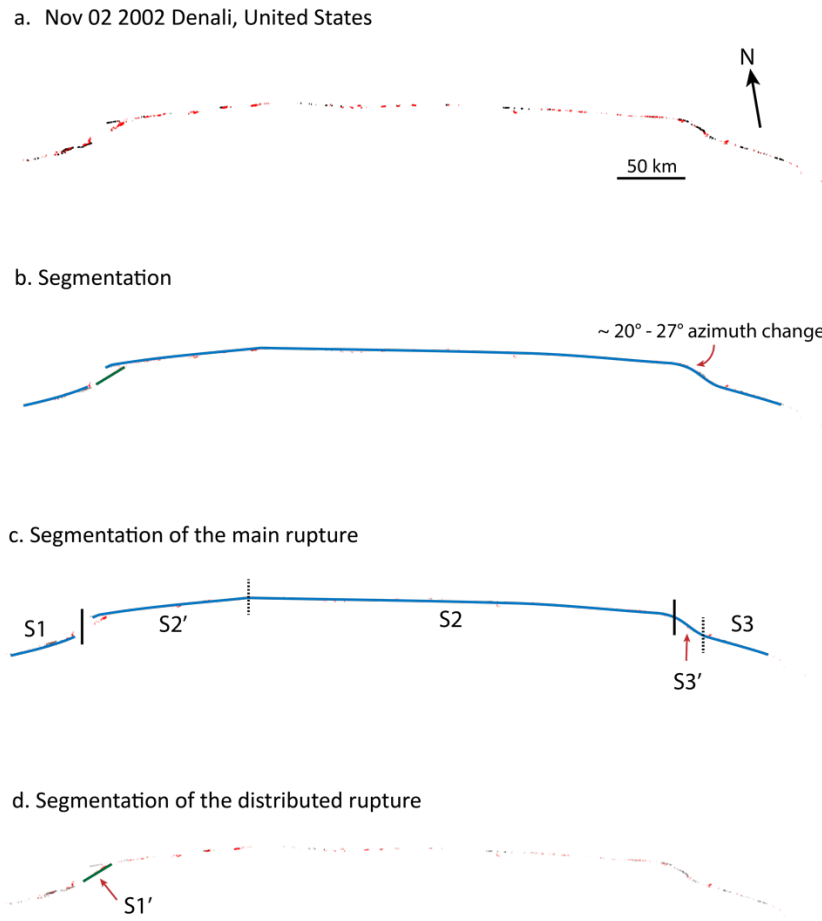 a. Nov 02 2002 Denali, United States
N
50 km
b. Segmentation
~ 20° - 27° azimuth change
c. Segmentation of the main rupture
S1
S2'
S2
S3
S3'
d. Segmentation of the distributed rupture
S1'